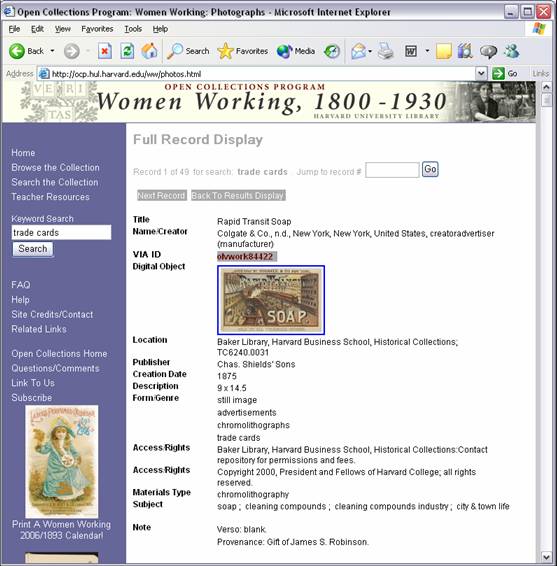 Open Collections Program: Women Working: Photographs - Microsoft Internet Explorer
File Edit View Favorites Tools Help
Back Search Favorites Media
Address http://ocp.hul.harvard.edu/ww/photos.html Go Links
VE RI
TAS
OPEN COLLECTIONS PROGRAM
Women Working, 1800 - 1930
HARVARD UNIVERSITY LIBRARY
Home
Browse the Collection
Search the Collection
Teacher Resources
Keyword Search
trade cards
Search
FAQ
Help
Site Credits/Contact
Related Links
Open Collections Home
Questions/Comments
Link To Us
Subscribe
Print A Women Working
2006/1893 Calendar!
Full Record Display
Record 1 of 49 for search: trade cards Jump to record # Go
Next Record Back To Results Display
Title Rapid Transit Soap
Name/Creator Colgate & Co., n.d., New York, New York, United States, creatoradvertiser
(manufacturer)
VIA ID olvwork84422
Digital Object
RAPID TRANSIT
SOAP.
Location Baker Library, Harvard Business School, Historical Collections;
TC6240.0031
Publisher Chas. Shields' Sons
Creation Date 1875
Description 9 x 14.5
Form/Genre still image
advertisements
chromolithographs
trade cards
Access/Rights Baker Library, Harvard Business School, Historical Collections:Contact
repository for permissions and fees.
Access/Rights Copyright 2000, President and Fellows of Harvard College; all rights
reserved.
Materials Type chromolithography
Subject soap ; cleaning compounds ; cleaning compounds industry ; city & town life
Note Verso: blank.
Provenance: Gift of James S. Robinson.